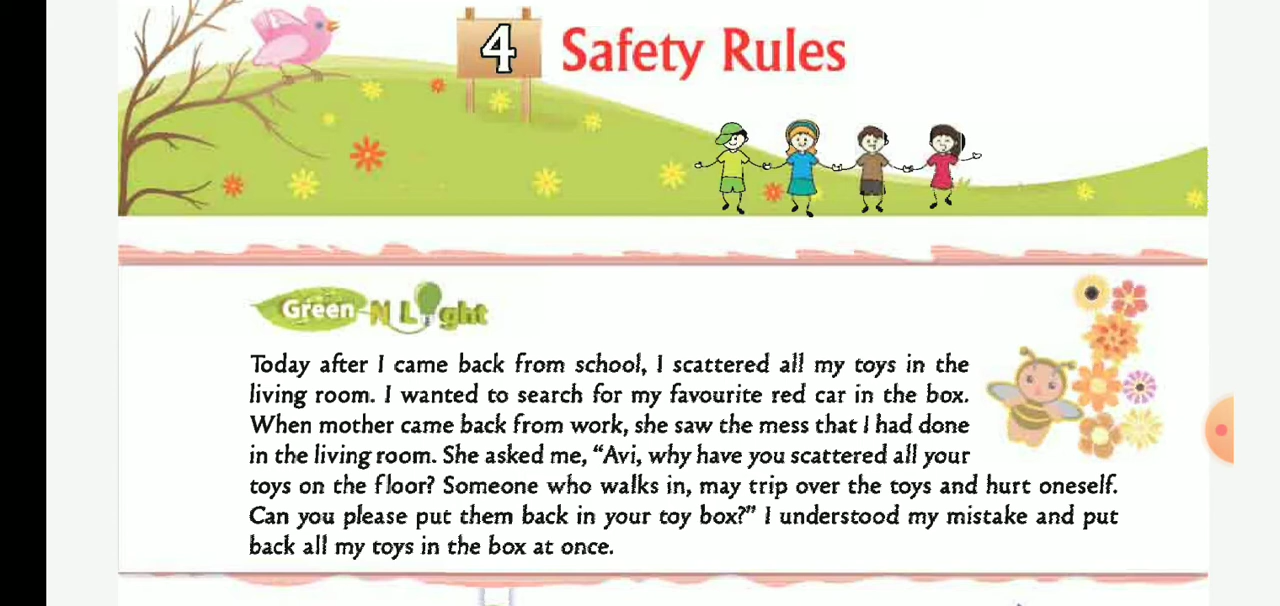 4 Safety Rules
Green-N Light
Today after I came back from school, I scattered all my toys in the
living room. I wanted to search for my favourite red car in the box.
When mother came back from work, she saw the mess that I had done
in the living room. She asked me, “Avi, why have you scattered all your
toys on the floor? Someone who walks in, may trip over the toys and hurt oneself.
Can you please put them back in your toy box?” I understood my mistake and put
back all my toys in the box at once.